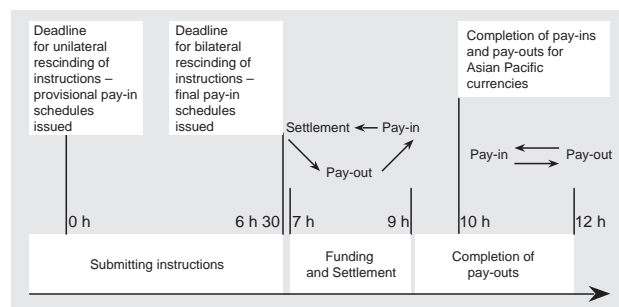 Deadline
for unilateral
rescinding of
instructions –
provisional pay-in
schedules
issued
Deadline
for bilateral
rescinding of
instructions –
final pay-in
schedules
issued
Completion of pay-ins
and pay-outs for
Asian Pacific
currencies
Settlement
Pay-in
Pay-out
Pay-in
Pay-out
0 h
6 h 30
7 h
9 h
10 h
12 h
Submitting instructions
Funding
and Settlement
Completion of
pay-outs